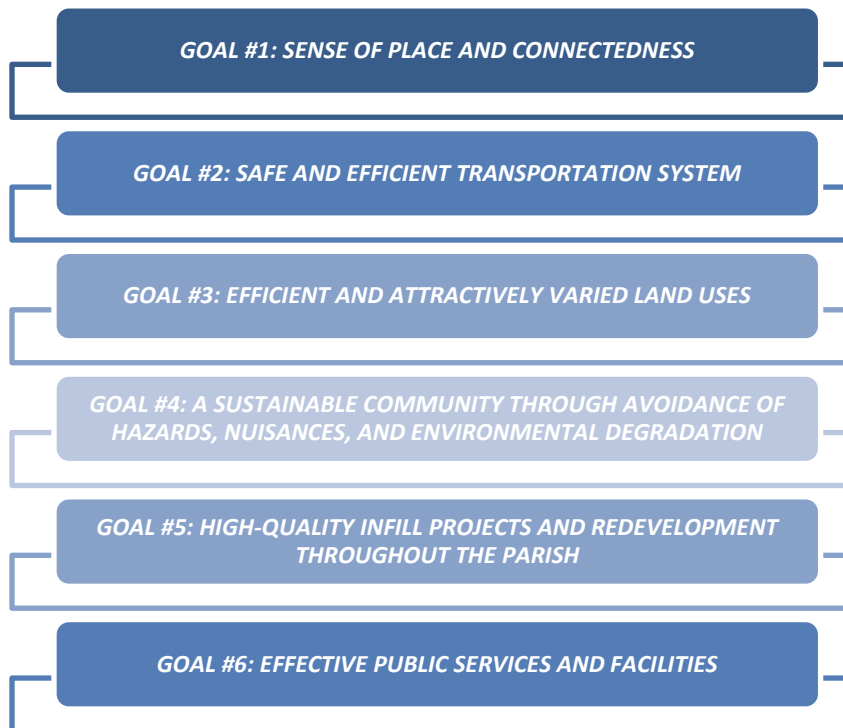 GOAL #1: SENSE OF PLACE AND CONNECTEDNESS
GOAL #2: SAFE AND EFFICIENT TRANSPORTATION SYSTEM
GOAL #3: EFFICIENT AND ATTRACTIVELY VARIED LAND USES
GOAL #4: A SUSTAINABLE COMMUNITY THROUGH AVOIDANCE OF
HAZARDS, NUISANCES, AND ENVIRONMENTAL DEGRADATION
GOAL #5: HIGH-QUALITY INFILL PROJECTS AND REDEVELOPMENT
THROUGHOUT THE PARISH
GOAL #6: EFFECTIVE PUBLIC SERVICES AND FACILITIES